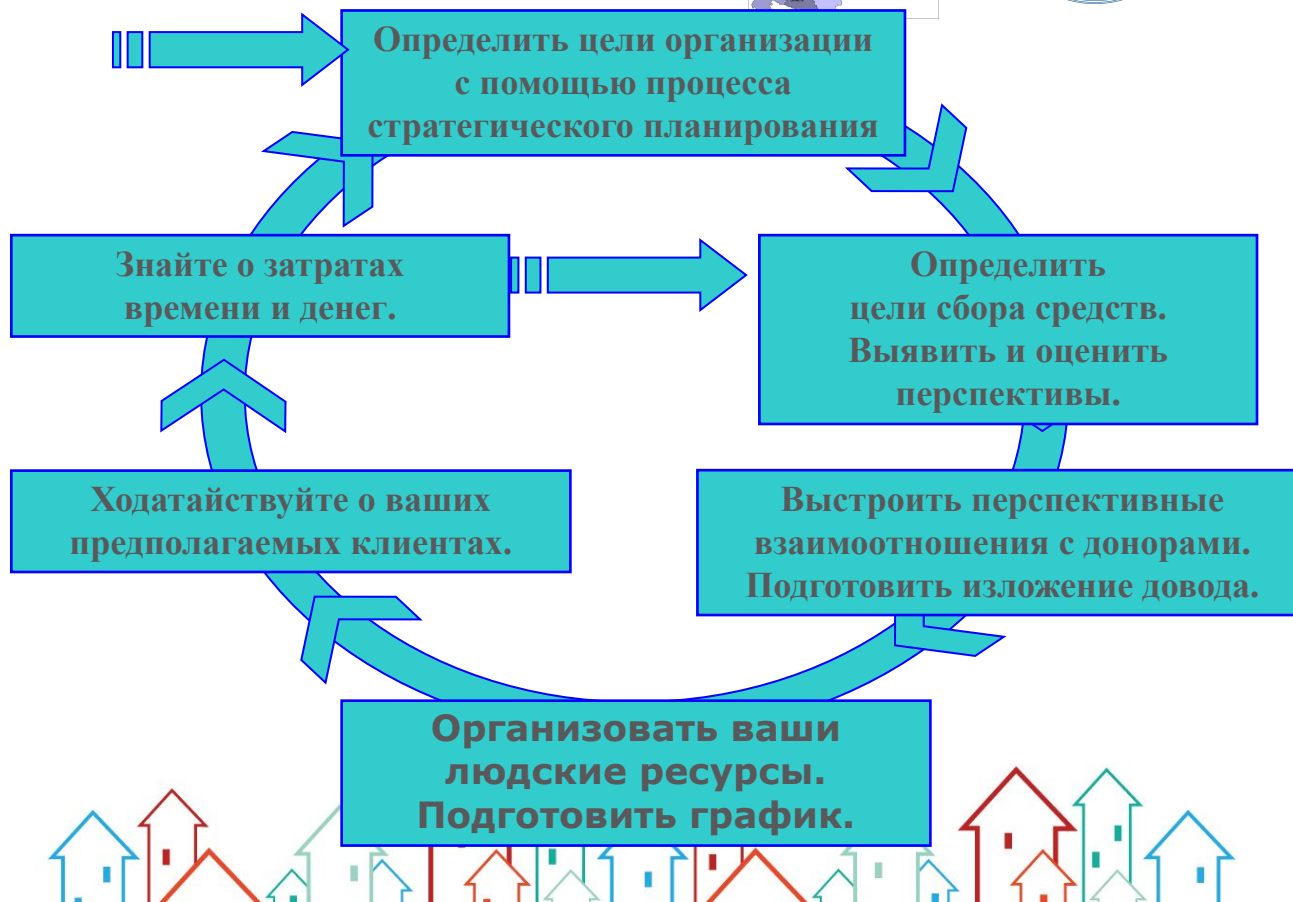 Определить цели организации
с помощью процесса
стратегического планирования
Знайте о затратах
времени и денег.
Определить
цели сбора средств.
Выявить и оценить
перспективы.
Ходатайствуйте о ваших
предполагаемых клиентах.
Выстроить перспективные
взаимоотношения с донорами.
Подготовить изложение довода.
Организовать ваши
людские ресурсы.
Подготовить график.